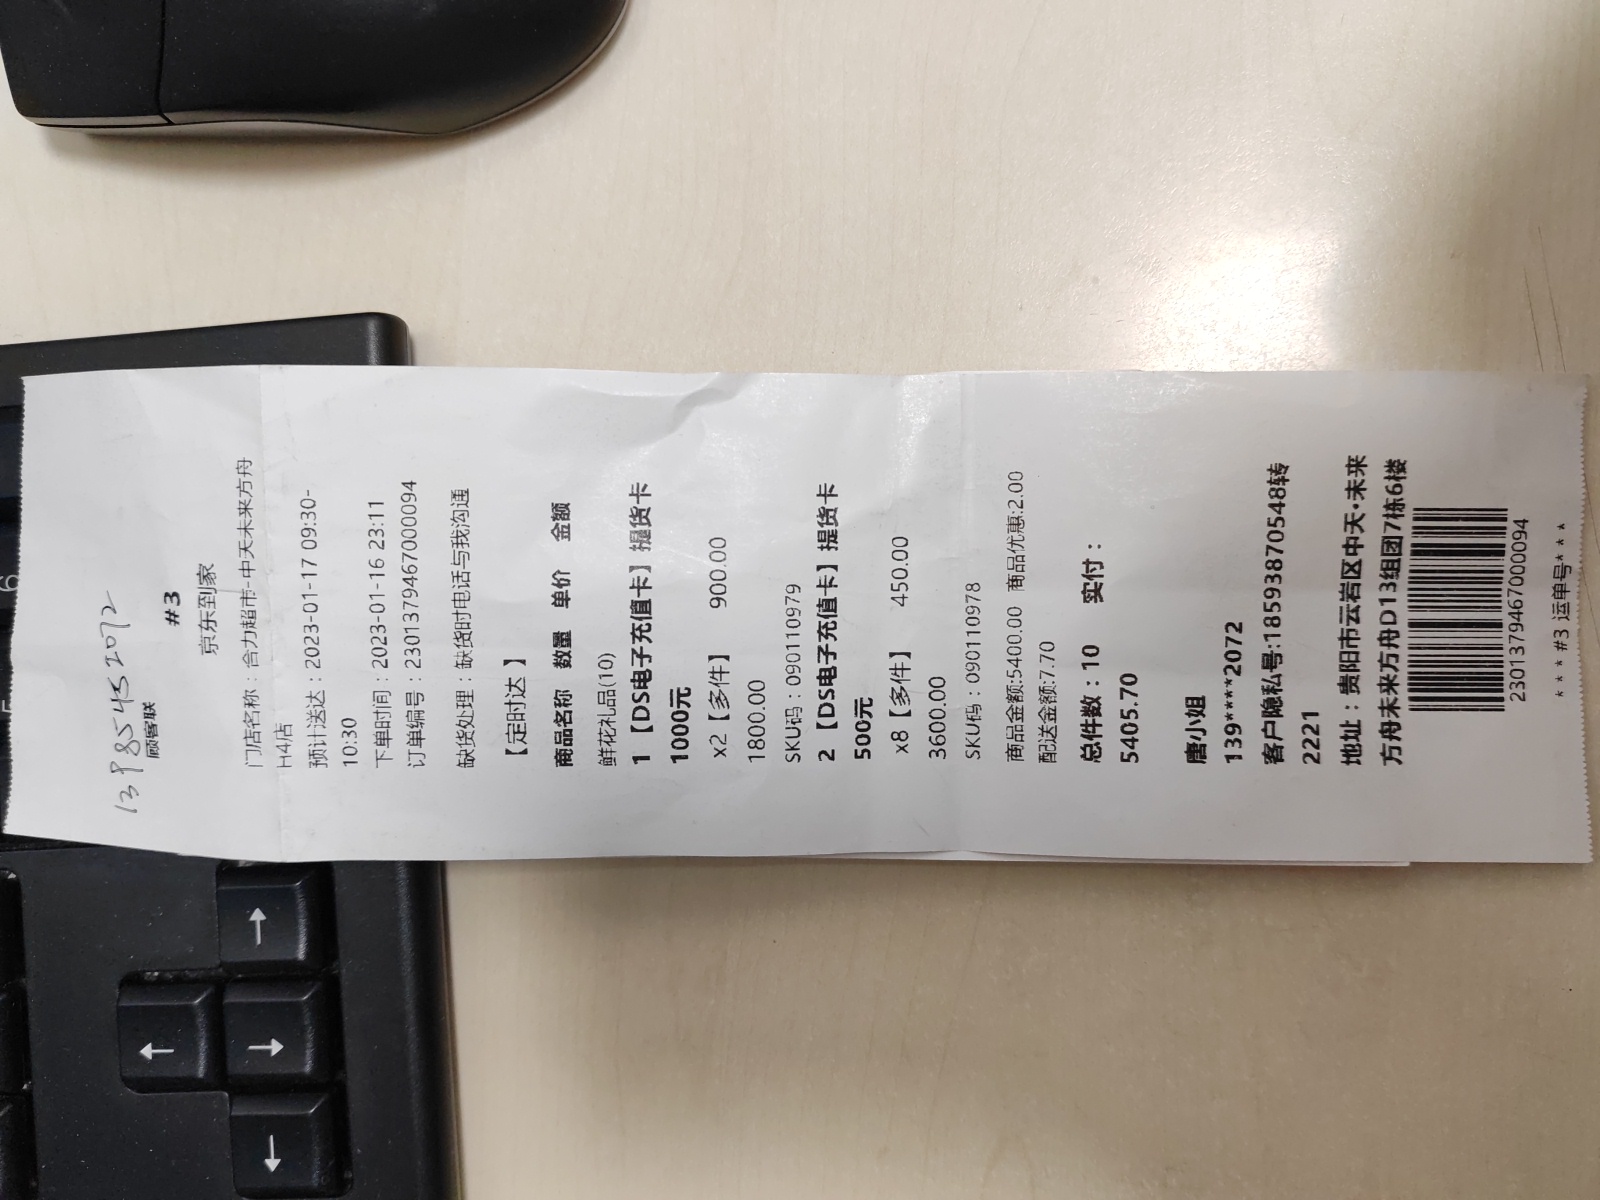 13985452072
顾客联
#3
京东到家
门店名称：合力超市-中天未来方舟
H4店
预计送达：2023-01-17 09:30-
10:30
下单时间：2023-01-16 23:11
订单编号：2301379467000094
缺货处理：缺货时电话与我沟通
【定时达】
商品名称 数量 单价 金额
鲜花礼品(10)
1【DS电子充值卡】提货卡
1000元
x2【多件】 900.00
1800.00
SKU码：090110979
2【DS电子充值卡】提货卡
500元
x8【多件】 450.00
3600.00
SKU码：090110978
商品金额:5400.00 商品优惠:2.00
配送金额:7.70
总件数：10 实付：
5405.70
唐小姐
139****2072
客户隐私号:18593870548转
2221
地址：贵阳市云岩区中天·未来
方舟未来方舟D13组团7栋6楼
2301379467000094
***#3 运单号***
6